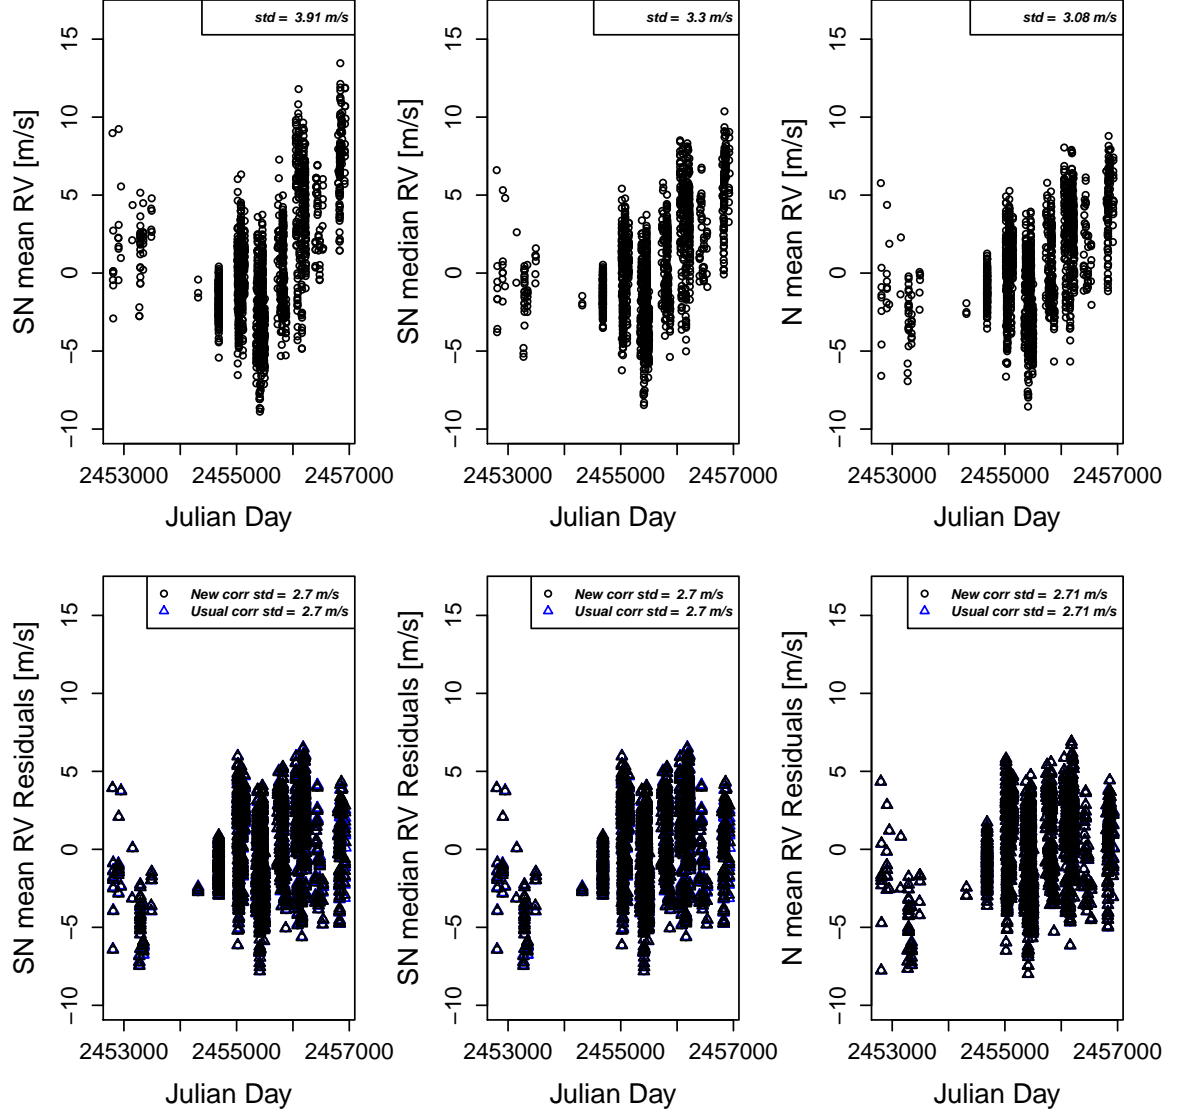 std = 3.91 m/s
15
10
5
0
−5
−10
SN mean RV [m/s]
2453000
2455000
2457000
Julian Day
std = 3.3 m/s
15
10
5
0
−5
−10
SN median RV [m/s]
2453000
2455000
2457000
Julian Day
std = 3.08 m/s
15
10
5
0
−5
−10
N mean RV [m/s]
2453000
2455000
2457000
Julian Day
New corr std = 2.7 m/s
Usual corr std = 2.7 m/s
15
10
5
0
−5
−10
SN mean RV Residuals [m/s]
2453000
2455000
2457000
Julian Day
New corr std = 2.7 m/s
Usual corr std = 2.7 m/s
15
10
5
0
−5
−10
SN median RV Residuals [m/s]
2453000
2455000
2457000
Julian Day
New corr std = 2.71 m/s
Usual corr std = 2.71 m/s
15
10
5
0
−5
−10
N mean RV Residuals [m/s]
2453000
2455000
2457000
Julian Day